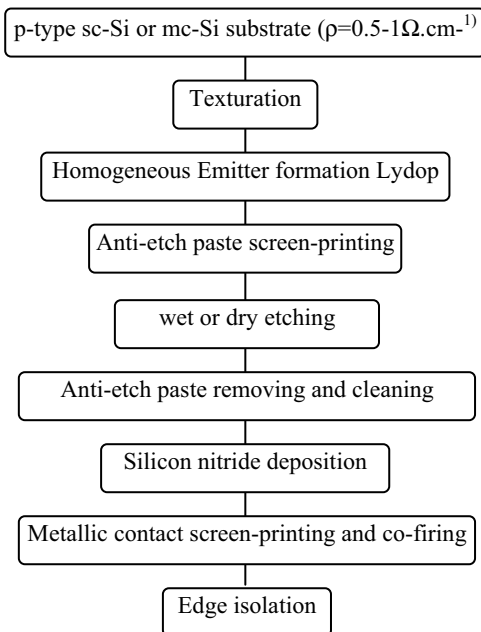 p-type sc-Si or mc-Si substrate (ρ=0.5-1Ω.cm-¹⁾
Texturation
Homogeneous Emitter formation Lydop
Anti-etch paste screen-printing
wet or dry etching
Anti-etch paste removing and cleaning
Silicon nitride deposition
Metallic contact screen-printing and co-firing
Edge isolation